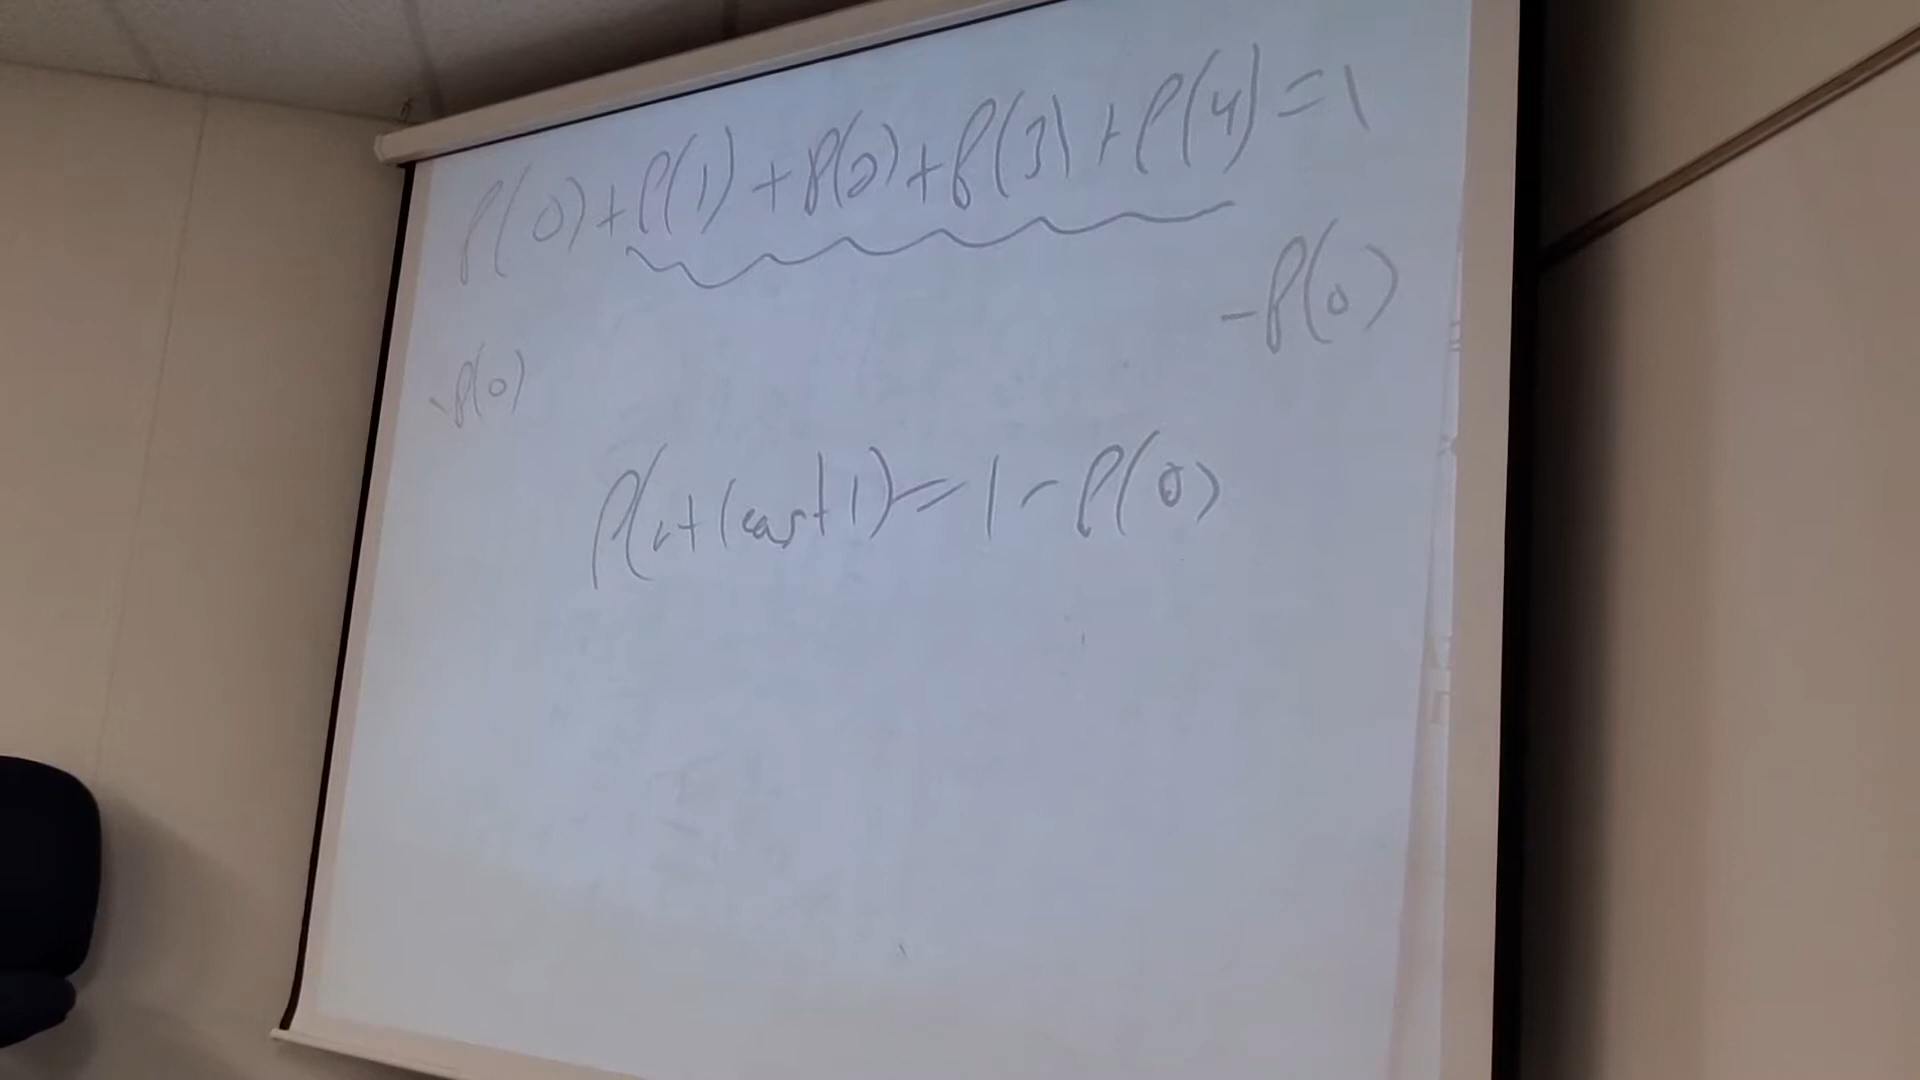 P(0)+P(1)+P(2)+P(3)+P(4)=1
-P(0)
-P(0)
P(at least 1)=1-P(0)